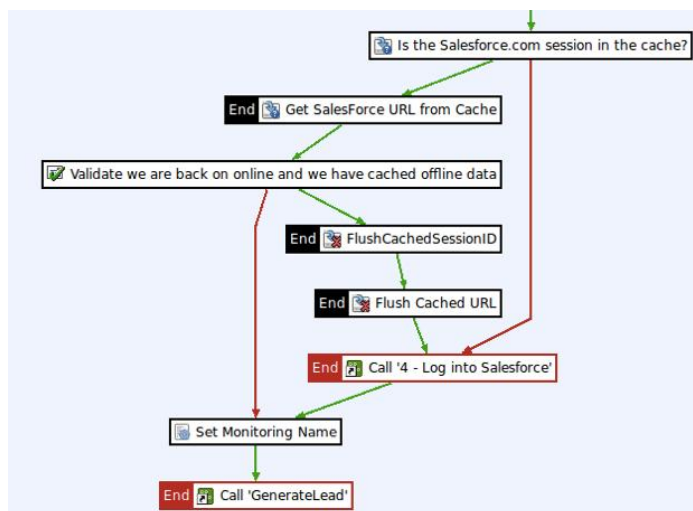 Is the Salesforce.com session in the cache?
End Get SalesForce URL from Cache
Validate we are back on online and we have cached offline data
End FlushCachedSessionID
End Flush Cached URL
End Call '4 - Log into Salesforce'
Set Monitoring Name
End Call 'GenerateLead'